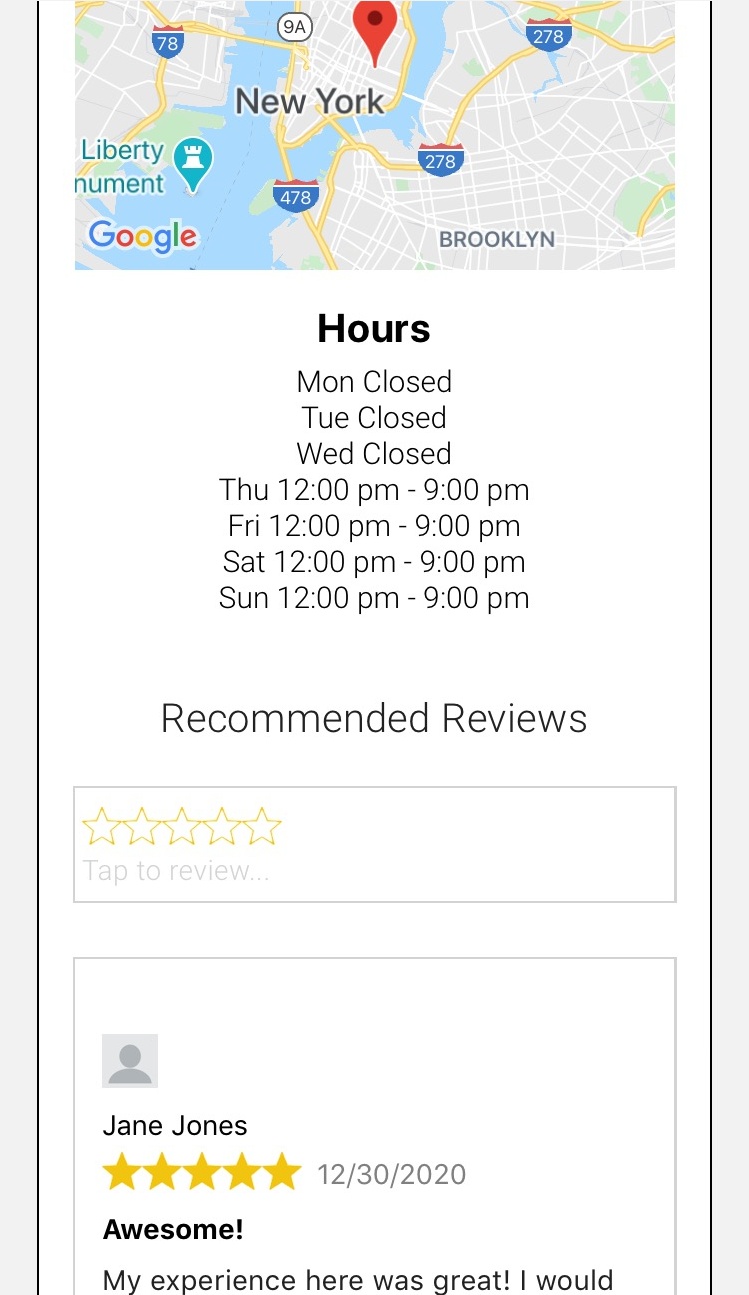 9A
78
278
New York
Liberty
nument
278
478
Google
BROOKLYN
Hours
Mon Closed
Tue Closed
Wed Closed
Thu 12:00 pm - 9:00 pm
Fri 12:00 pm - 9:00 pm
Sat 12:00 pm - 9:00 pm
Sun 12:00 pm - 9:00 pm
Recommended Reviews
Tap to review...
Jane Jones
12/30/2020
Awesome!
My experience here was great! I would